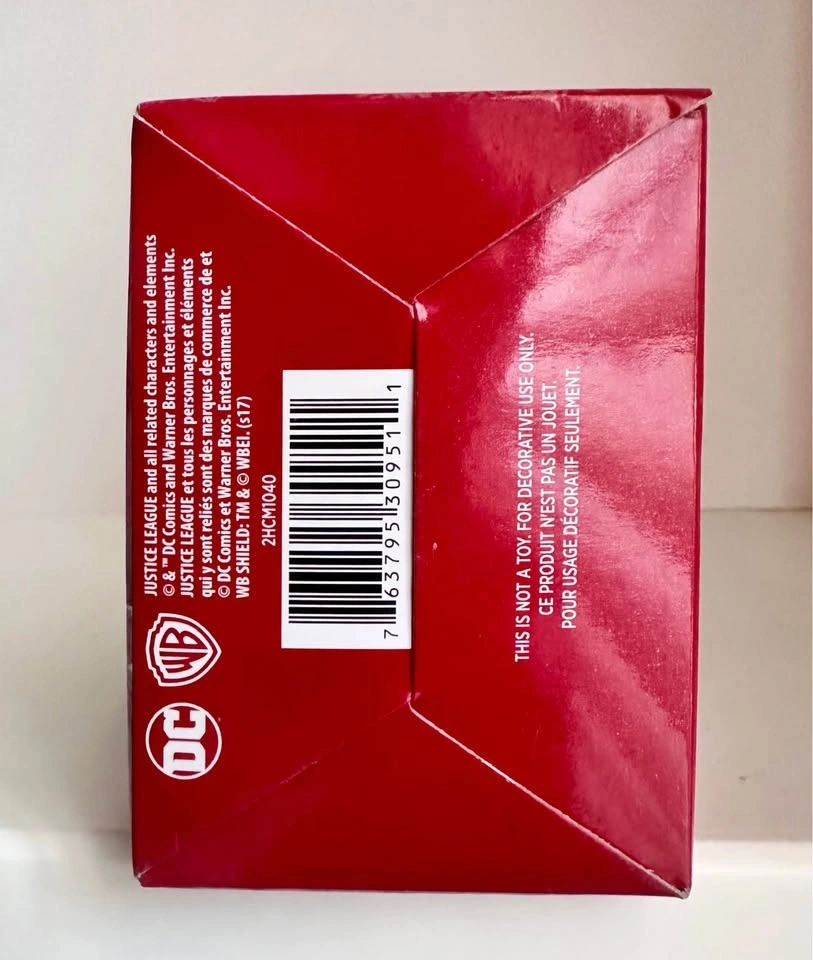 JUSTICE LEAGUE and all related characters and elements
© & ™ DC Comics and Warner Bros. Entertainment Inc.
JUSTICE LEAGUE et tous les personnages et éléments
qui y sont reliés sont des marques de commerce de et
© DC Comics et Warner Bros. Entertainment Inc.
WB SHIELD: TM & © WBEI. (s17)
DC
WB
2HCM1040
7 63795 30951 1
THIS IS NOT A TOY. FOR DECORATIVE USE ONLY.
CE PRODUIT N'EST PAS UN JOUET.
POUR USAGE DÉCORATIF SEULEMENT.